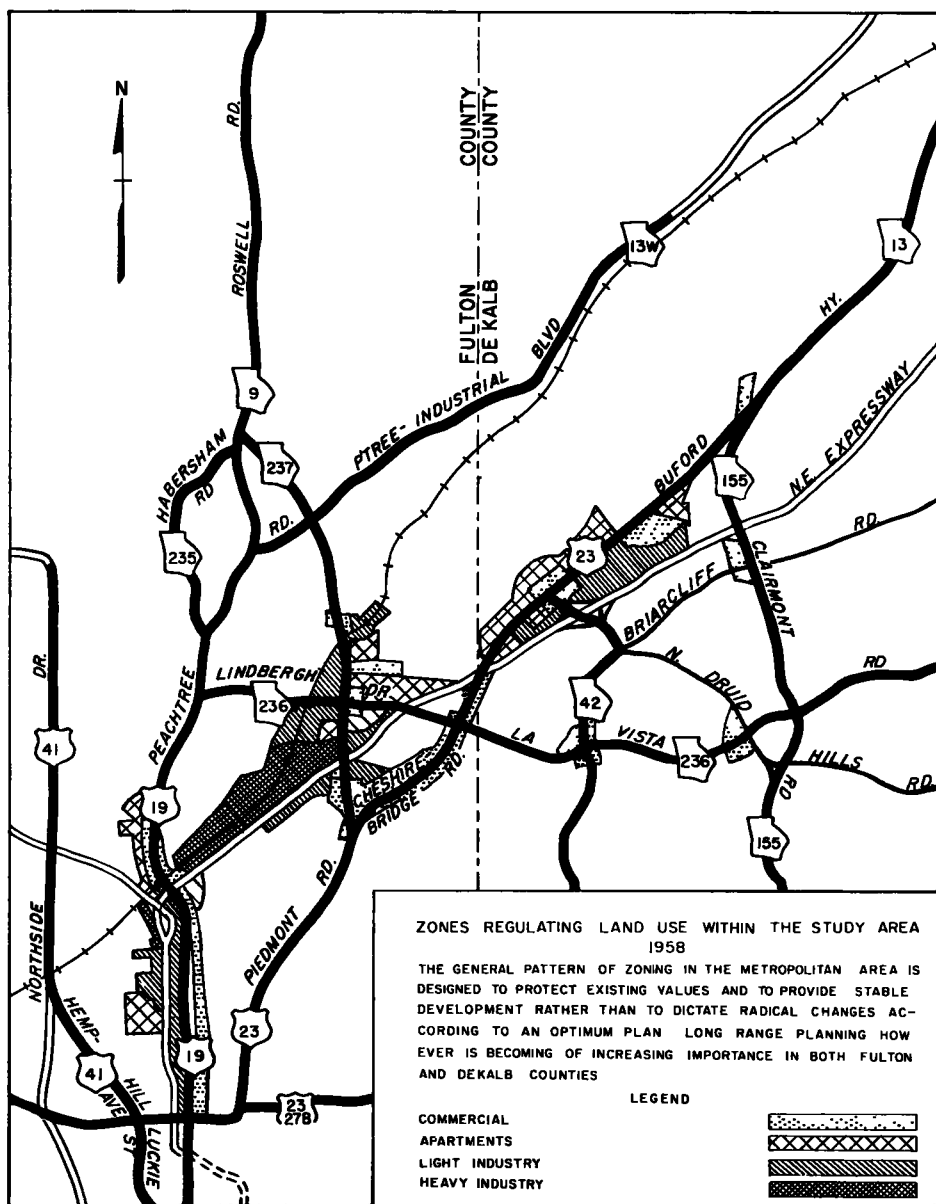 N
ROSWELL RD.
FULTON COUNTY
DE KALB COUNTY
13W
13
BUFORD HY.
P'TREE-INDUSTRIAL BLVD
9
HABERSHAM
RD
237
RD.
155
N.E. EXPRESSWAY
235
23
BRIARCLIFF RD.
CLAIRMONT RD
PEACHTREE
LINDBERGH DR
236
N. DRUID HILLS RD.
NORTHSIDE DR.
41
42
LA VISTA RD
236
CHESHIRE
BRIDGE RD.
19
155
PIEDMONT RD.
HEMP-
HILL
AVE
41
23
19
23
278
LUCKIE
ST
ZONES REGULATING LAND USE WITHIN THE STUDY AREA
1958
THE GENERAL PATTERN OF ZONING IN THE METROPOLITAN AREA IS
DESIGNED TO PROTECT EXISTING VALUES AND TO PROVIDE STABLE
DEVELOPMENT RATHER THAN TO DICTATE RADICAL CHANGES AC-
CORDING TO AN OPTIMUM PLAN LONG RANGE PLANNING HOW
EVER IS BECOMING OF INCREASING IMPORTANCE IN BOTH FULTON
AND DEKALB COUNTIES
LEGEND
COMMERCIAL
APARTMENTS
LIGHT INDUSTRY
HEAVY INDUSTRY